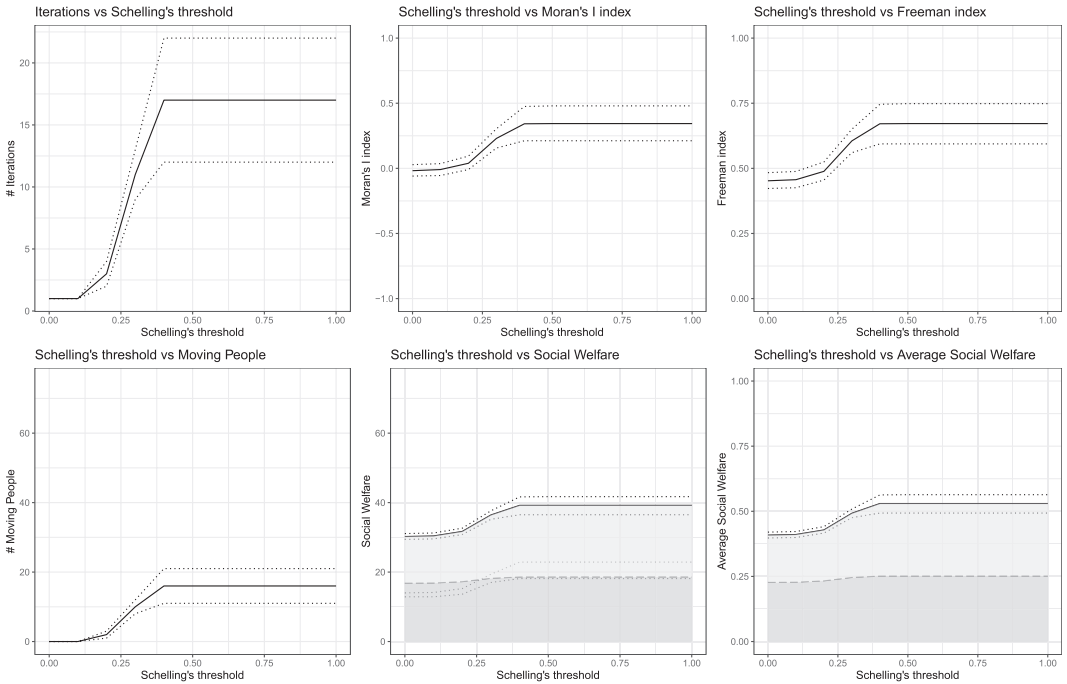 Iterations vs Schelling's threshold
# Iterations
20
15
10
5
0
0.00 0.25 0.50 0.75 1.00
Schelling's threshold
Schelling's threshold vs Moran's I index
Moran's I index
1.0
0.5
0.0
−0.5
−1.0
0.00 0.25 0.50 0.75 1.00
Schelling's threshold
Schelling's threshold vs Freeman index
Freeman index
1.00
0.75
0.50
0.25
0.00
0.00 0.25 0.50 0.75 1.00
Schelling's threshold
Schelling's threshold vs Moving People
# Moving People
60
40
20
0
0.00 0.25 0.50 0.75 1.00
Schelling's threshold
Schelling's threshold vs Social Welfare
Social Welfare
60
40
20
0
0.00 0.25 0.50 0.75 1.00
Schelling's threshold
Schelling's threshold vs Average Social Welfare
Average Social Welfare
1.00
0.75
0.50
0.25
0.00
0.00 0.25 0.50 0.75 1.00
Schelling's threshold